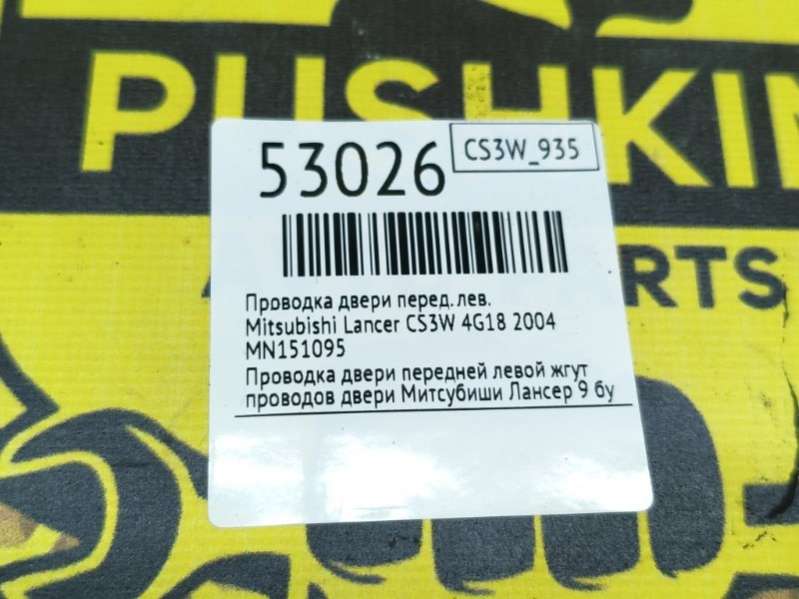 PUSHKIN
53026
CS3W_935
RTS
Проводка двери перед. лев.
Mitsubishi Lancer CS3W 4G18 2004
MN151095
Проводка двери передней левой жгут
проводов двери Митсубиши Лансер 9 бу